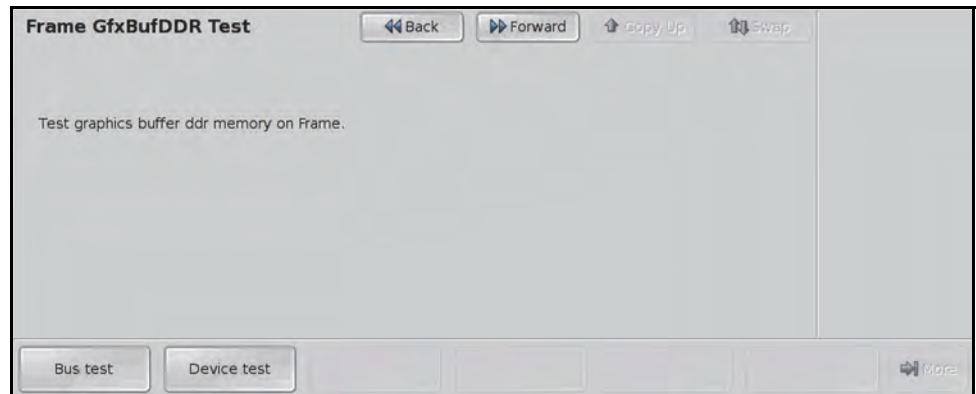 Frame GfxBufDDR Test
Back
Forward
Copy Up
Swap
Test graphics buffer ddr memory on Frame.
Bus test
Device test
More